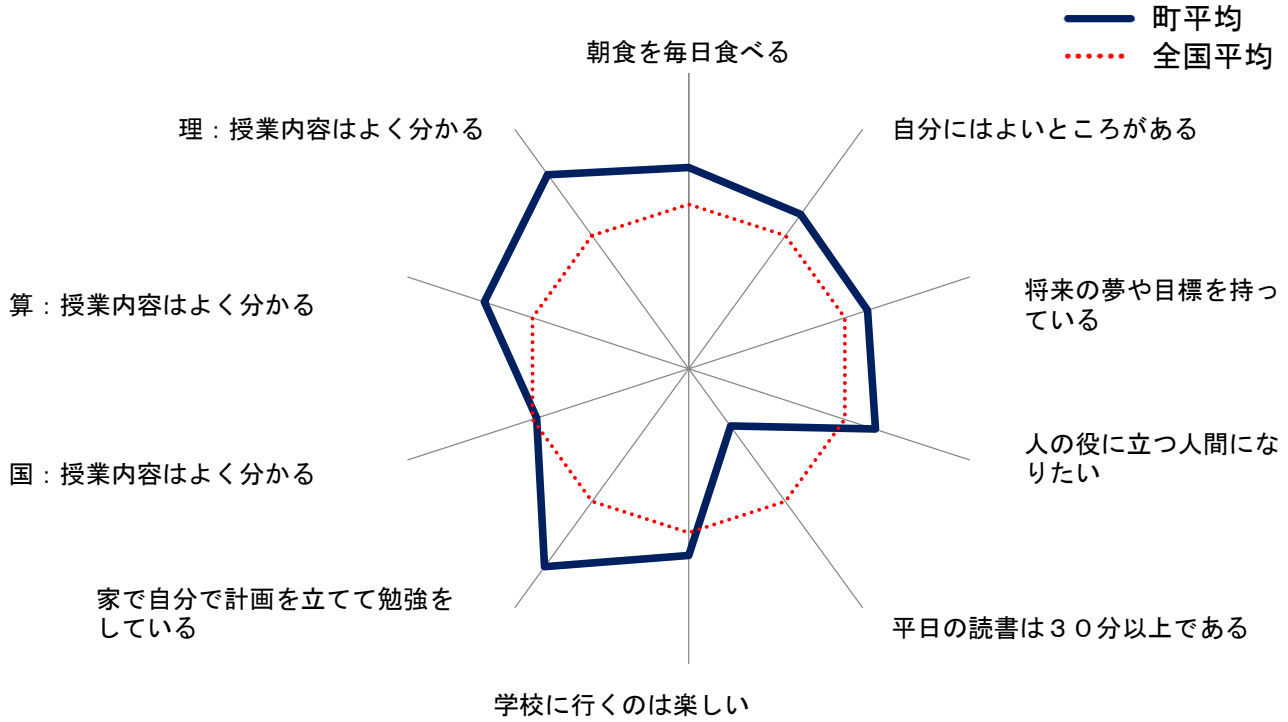 町平均
全国平均
朝食を毎日食べる
自分にはよいところがある
将来の夢や目標を持っ
ている
人の役に立つ人間にな
りたい
平日の読書は３０分以上である
学校に行くのは楽しい
家で自分で計画を立てて勉強を
している
国：授業内容はよく分かる
算：授業内容はよく分かる
理：授業内容はよく分かる